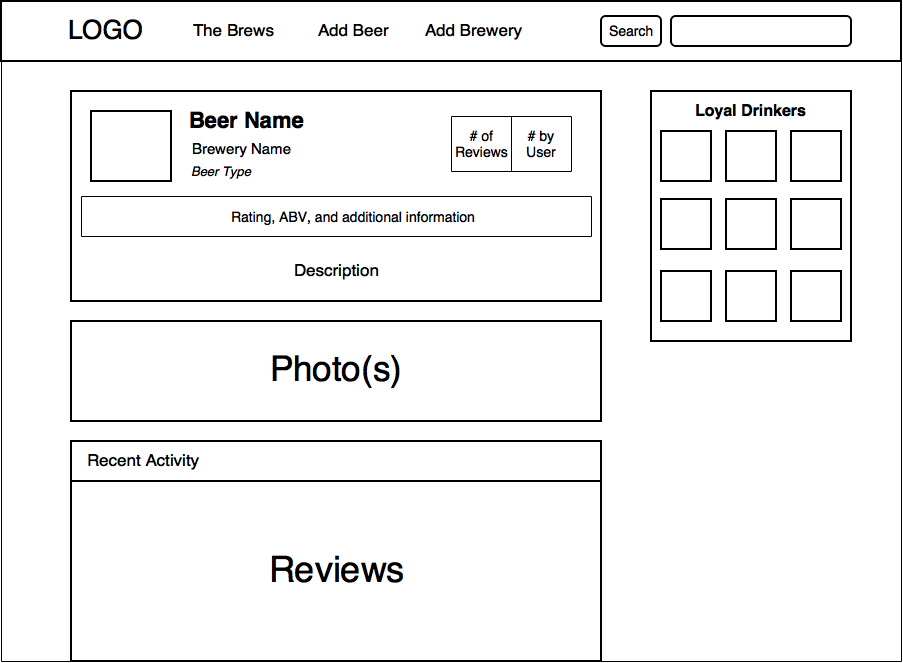 LOGO
The Brews
Add Beer
Add Brewery
Search
Beer Name
Brewery Name
Beer Type
# of
Reviews
# by
User
Rating, ABV, and additional information
Description
Loyal Drinkers
Photo(s)
Recent Activity
Reviews